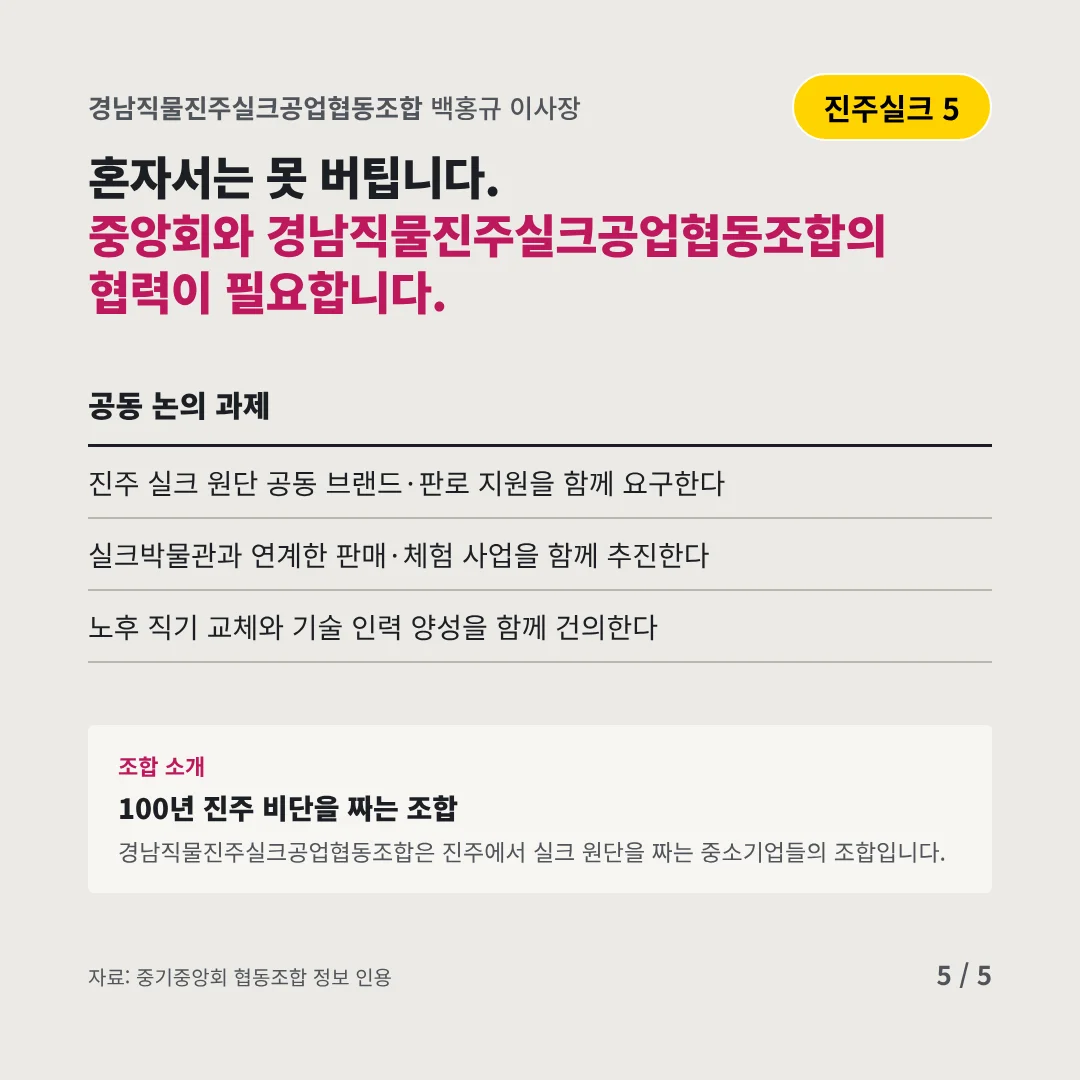 경남직물진주실크공업협동조합 백홍규 이사장
진주실크 5
혼자서는 못 버팁니다.
중앙회와 경남직물진주실크공업협동조합의
협력이 필요합니다.
공동 논의 과제
진주 실크 원단 공동 브랜드·판로 지원을 함께 요구한다
실크박물관과 연계한 판매·체험 사업을 함께 추진한다
노후 직기 교체와 기술 인력 양성을 함께 건의한다
조합 소개
100년 진주 비단을 짜는 조합
경남직물진주실크공업협동조합은 진주에서 실크 원단을 짜는 중소기업들의 조합입니다.
자료: 중기중앙회 협동조합 정보 인용
5 / 5